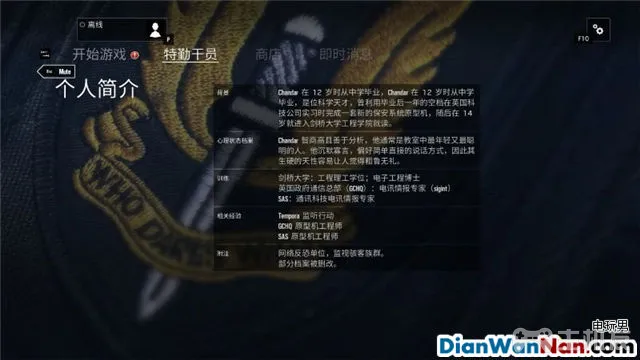 离线
F10
开始游戏 特勤干员 商店 即时消息
Esc Mute
个人简介
背景
Chandar 在 12 岁时从中学毕业，Chandar 在 12 岁时从中学
毕业，是位科学天才，曾利用毕业后一年的空档在英国科
技公司实习时完成一套新的保安系统原型机，随后在 14
岁就进入剑桥大学工程学院就读。
心理状态档案
Chandar 智商高且善于分析，他通常是教室中最年轻又最聪
明的人。他沉默寡言，偏好简单直接的说话方式，因此其
生硬的天性容易让人觉得粗鲁无礼。
训练
剑桥大学：工程理工学位；电子工程博士
英国政府通信总部（GCHQ）：电讯情报专家（sigint）
SAS：通讯科技电讯情报专家
相关经验
Tempora 监听行动
GCHQ 原型机工程师
SAS 原型机工程师
附注
网络反恐单位，监视骇客族群。
部分档案被删改。
WHO DARES
电玩男
DianWanNan.com